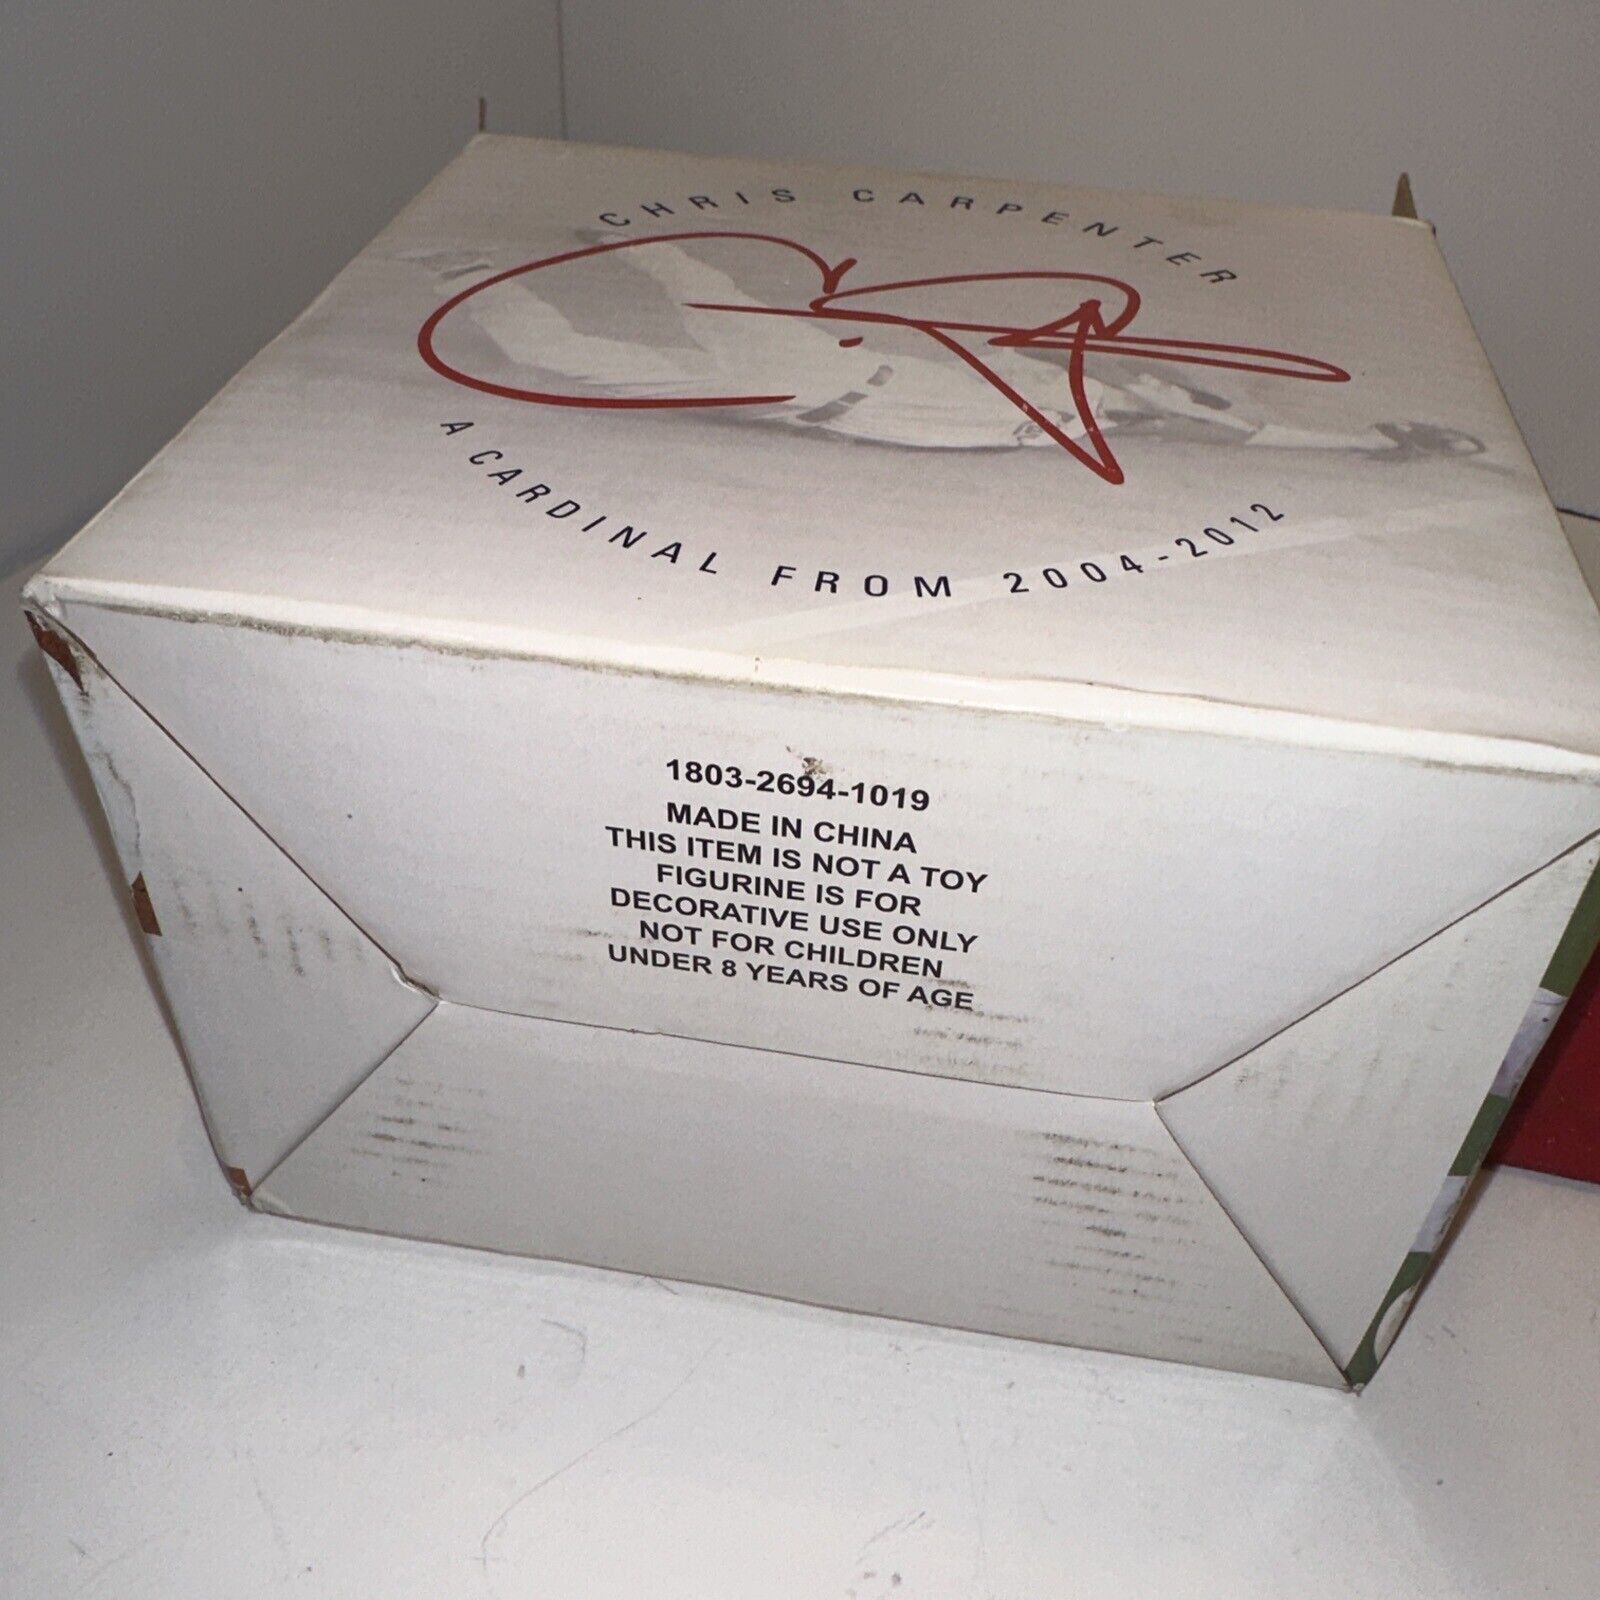 CHRIS CARPENTER
A CARDINAL FROM 2004-2012
1803-2694-1019
MADE IN CHINA
THIS ITEM IS NOT A TOY
FIGURINE IS FOR
DECORATIVE USE ONLY
NOT FOR CHILDREN
UNDER 8 YEARS OF AGE